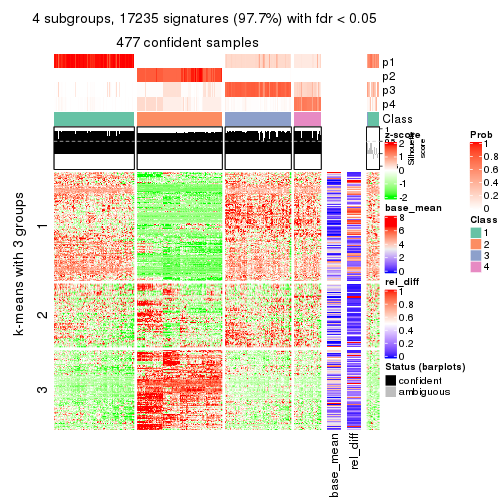 4 subgroups, 17235 signatures (97.7%) with fdr < 0.05
477 confident samples
p1
p2
p3
p4
Class
1
0
Silhouette
score
k-means with 3 groups
1
2
3
base_mean
rel_diff
z-score
2
1
0
-1
-2
base_mean
8
6
4
2
0
rel_diff
1
0.8
0.6
0.4
0.2
0
Status (barplots)
confident
ambiguous
Prob
1
0.8
0.6
0.4
0.2
0
Class
1
2
3
4